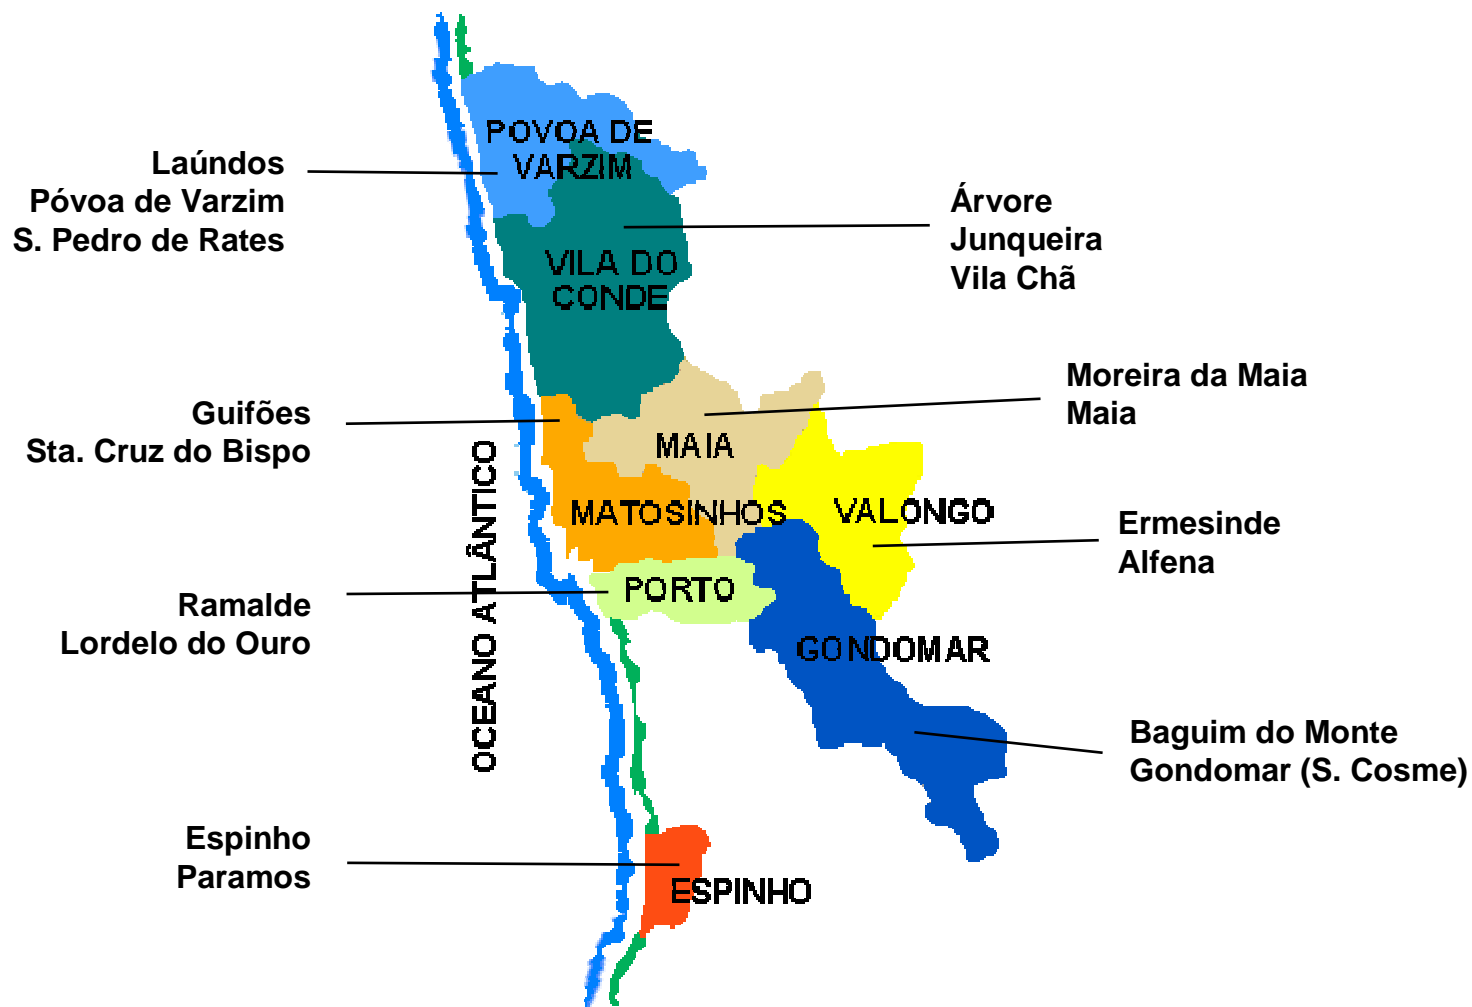 POVOA DE
VARZIM
Laúndos
Póvoa de Varzim
S. Pedro de Rates
Árvore
Junqueira
Vila Chã
VILA DO
CONDE
Moreira da Maia
Maia
Guifões
Sta. Cruz do Bispo
MAIA
OCEANO ATLÂNTICO
MATOSINHOS
VALONGO
Ermesinde
Alfena
PORTO
Ramalde
Lordelo do Ouro
GONDOMAR
Baguim do Monte
Gondomar (S. Cosme)
Espinho
Paramos
ESPINHO